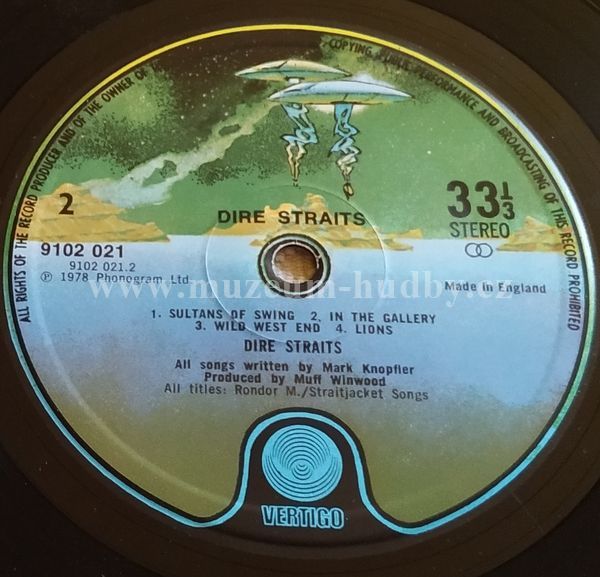 ALL RIGHTS OF THE RECORD PRODUCER AND OF THE OWNER OF
COPYING, PUBLIC PERFORMANCE AND BROADCASTING OF THIS RECORD PROHIBITED
2
DIRE STRAITS
33 1/3
STEREO
9102 021
9102 021.2
℗ 1978 Phonogram Ltd.
Made in England
www.muzeum-hudby.cz
1. SULTANS OF SWING 2. IN THE GALLERY
3. WILD WEST END 4. LIONS
DIRE STRAITS
All songs written by Mark Knopfler
Produced by Muff Winwood
All titles: Rondor M./Straitjacket Songs
VERTIGO